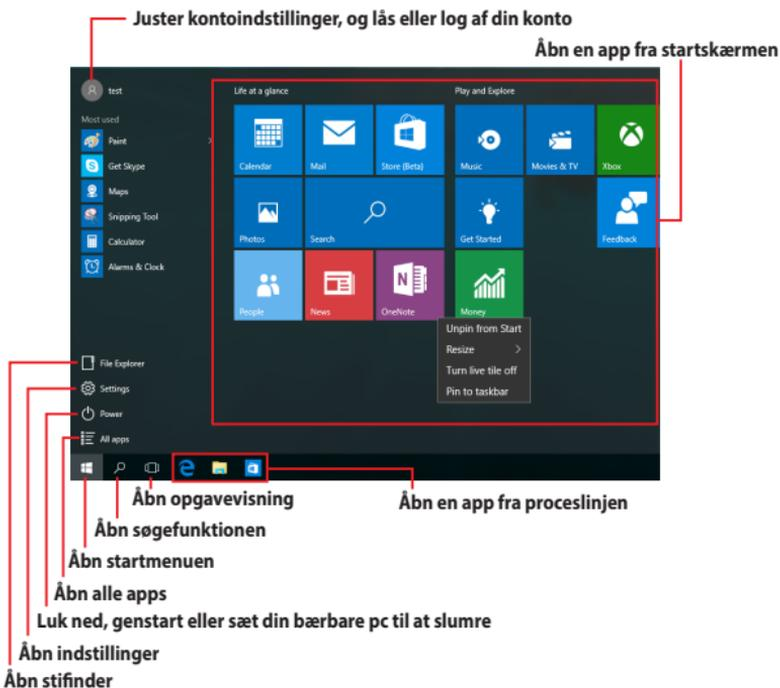 Juster kontoindstillinger, og lås eller log af din konto
Åbn en app fra startskærmen
test
Most used
Paint
Get Skype
Maps
Snipping Tool
Calculator
Alarms & Clock
File Explorer
Settings
Power
All apps
Life at a glance
Play and Explore
Calendar
Mail
Store (Beta)
Music
Movies & TV
Xbox
Photos
Search
Get Started
Feedback
People
News
OneNote
Money
Unpin from Start
Resize
Turn live tile off
Pin to taskbar
Åbn opgavevisning
Åbn en app fra proceslinjen
Åbn søgefunktionen
Åbn startmenuen
Åbn alle apps
Luk ned, genstart eller sæt din bærbare pc til at slumre
Åbn indstillinger
Åbn stifinder